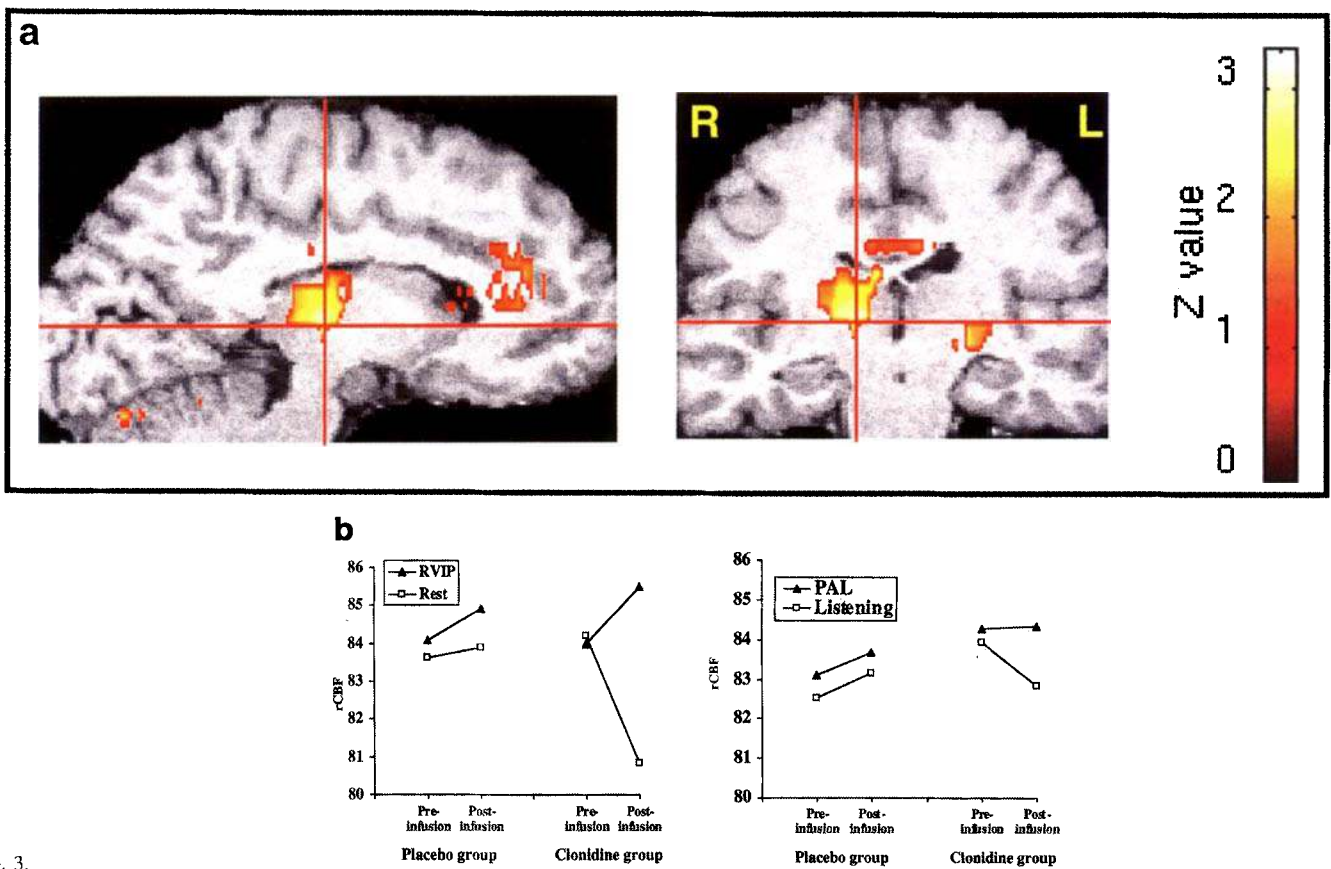 a
R
L
3
2
1
0
Z value
b
86
85
84
83
82
81
80
rCBF
RVIP
Rest
Pre-
infusion
Post-
infusion
Pre-
infusion
Post-
infusion
Placebo group
Clonidine group
86
85
84
83
82
81
80
rCBF
PAL
Listening
Pre-
infusion
Post-
infusion
Pre-
infusion
Post-
infusion
Placebo group
Clonidine group
. 3.